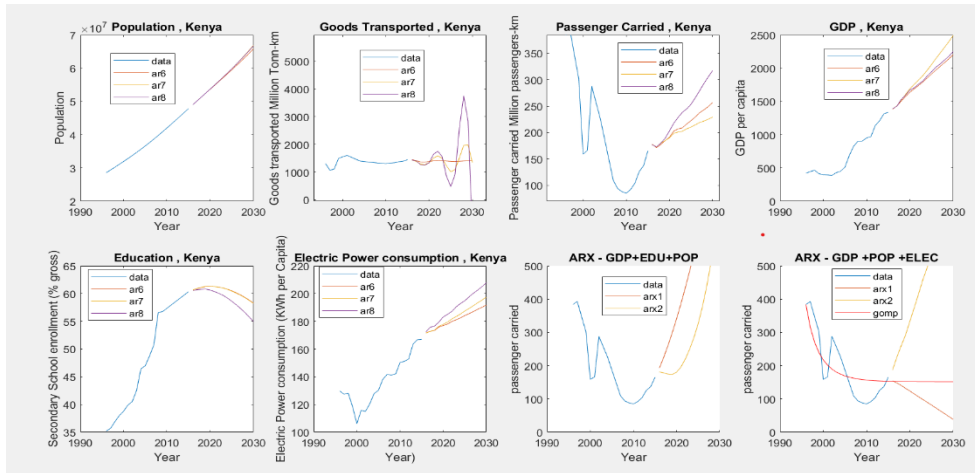 Population , Kenya
7 × 10^7
6
5
4
3
2
1990 2000 2010 2020 2030
Population
Year
data
ar6
ar7
ar8
Goods Transported , Kenya
5000
4000
3000
2000
1000
0
2000 2010 2020 2030
Goods transported Million Tonn-km
Year
data
ar6
ar7
ar8
Passenger Carried , Kenya
350
300
250
200
150
100
2000 2010 2020 2030
Passenger carried Million passengers-km
Year
data
ar6
ar7
ar8
GDP , Kenya
2500
2000
1500
1000
500
0
1990 2000 2010 2020 2030
GDP per capita
Year
data
ar6
ar7
ar8
Education , Kenya
65
60
55
50
45
40
35
1990 2000 2010 2020 2030
Secondary School enrollment (% gross)
Year
data
ar6
ar7
ar8
Electric Power consumption , Kenya
220
200
180
160
140
120
100
1990 2000 2010 2020 2030
Electric Power consumption (KWh per Capita)
Year)
data
ar6
ar7
ar8
ARX - GDP+EDU+POP
500
400
300
200
100
0
1990 2000 2010 2020 2030
passenger carried
Year
data
arx1
arx2
ARX - GDP +POP +ELEC
500
400
300
200
100
0
1990 2000 2010 2020 2030
passenger carried
Year
data
arx1
arx2
gomp